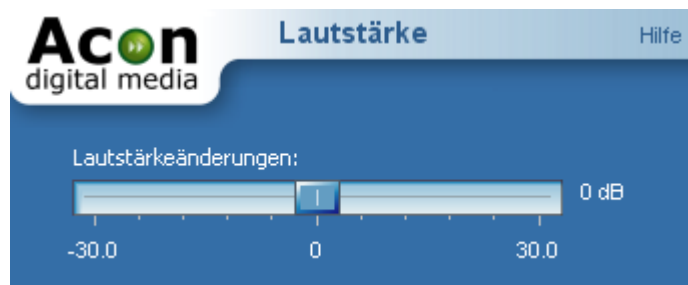 Acon
digital media
Lautstärke
Hilfe
Lautstärkeänderungen:
0 dB
-30.0
0
30.0